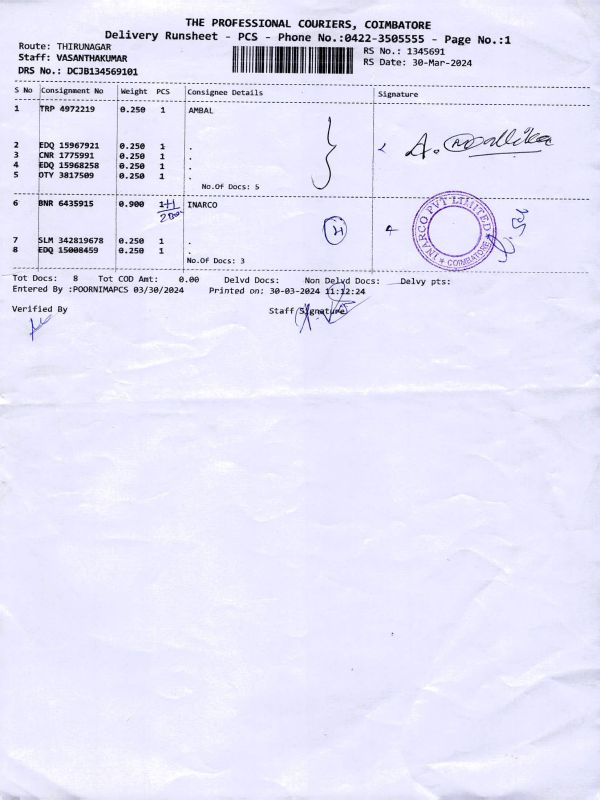 THE PROFESSIONAL COURIERS, COIMBATORE
Delivery Runsheet - PCS - Phone No.:0422-3505555 - Page No.:1
Route: THIRUNAGAR
Staff: VASANTHAKUMAR
DRS No.: DCJB134569101
RS No.: 1345691
RS Date: 30-Mar-2024
S No Consignment No Weight PCS Consignee Details Signature
1 TRP 4972219 0.250 1 AMBAL
2 EDQ 15967921 0.250 1 .
3 CNR 1775991 0.250 1 .
4 EDQ 15968258 0.250 1 .
5 OTY 3817509 0.250 1 .
No.Of Docs: 5
6 BNR 6435915 0.900 1+1 INARCO
INARCO PVT LIMITED
* COIMBATORE *
7 SLM 342819678 0.250 1 .
8 EDQ 15008459 0.250 1 .
No.Of Docs: 3
Tot Docs: 8 Tot COD Amt: 0.00 Delvd Docs: Non Delvd Docs: Delvy pts:
Entered By :POORNIMAPCS 03/30/2024 Printed on: 30-03-2024 11:12:24
Verified By Staff Signature